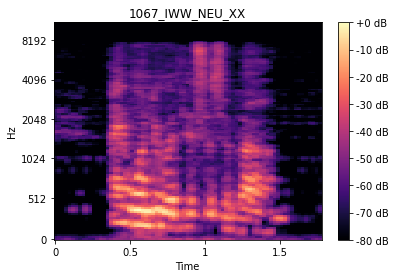 1067_IWW_NEU_XX
Hz
8192
4096
2048
1024
512
0
0
0.5
1
1.5
Time
+0 dB
-10 dB
-20 dB
-30 dB
-40 dB
-50 dB
-60 dB
-70 dB
-80 dB